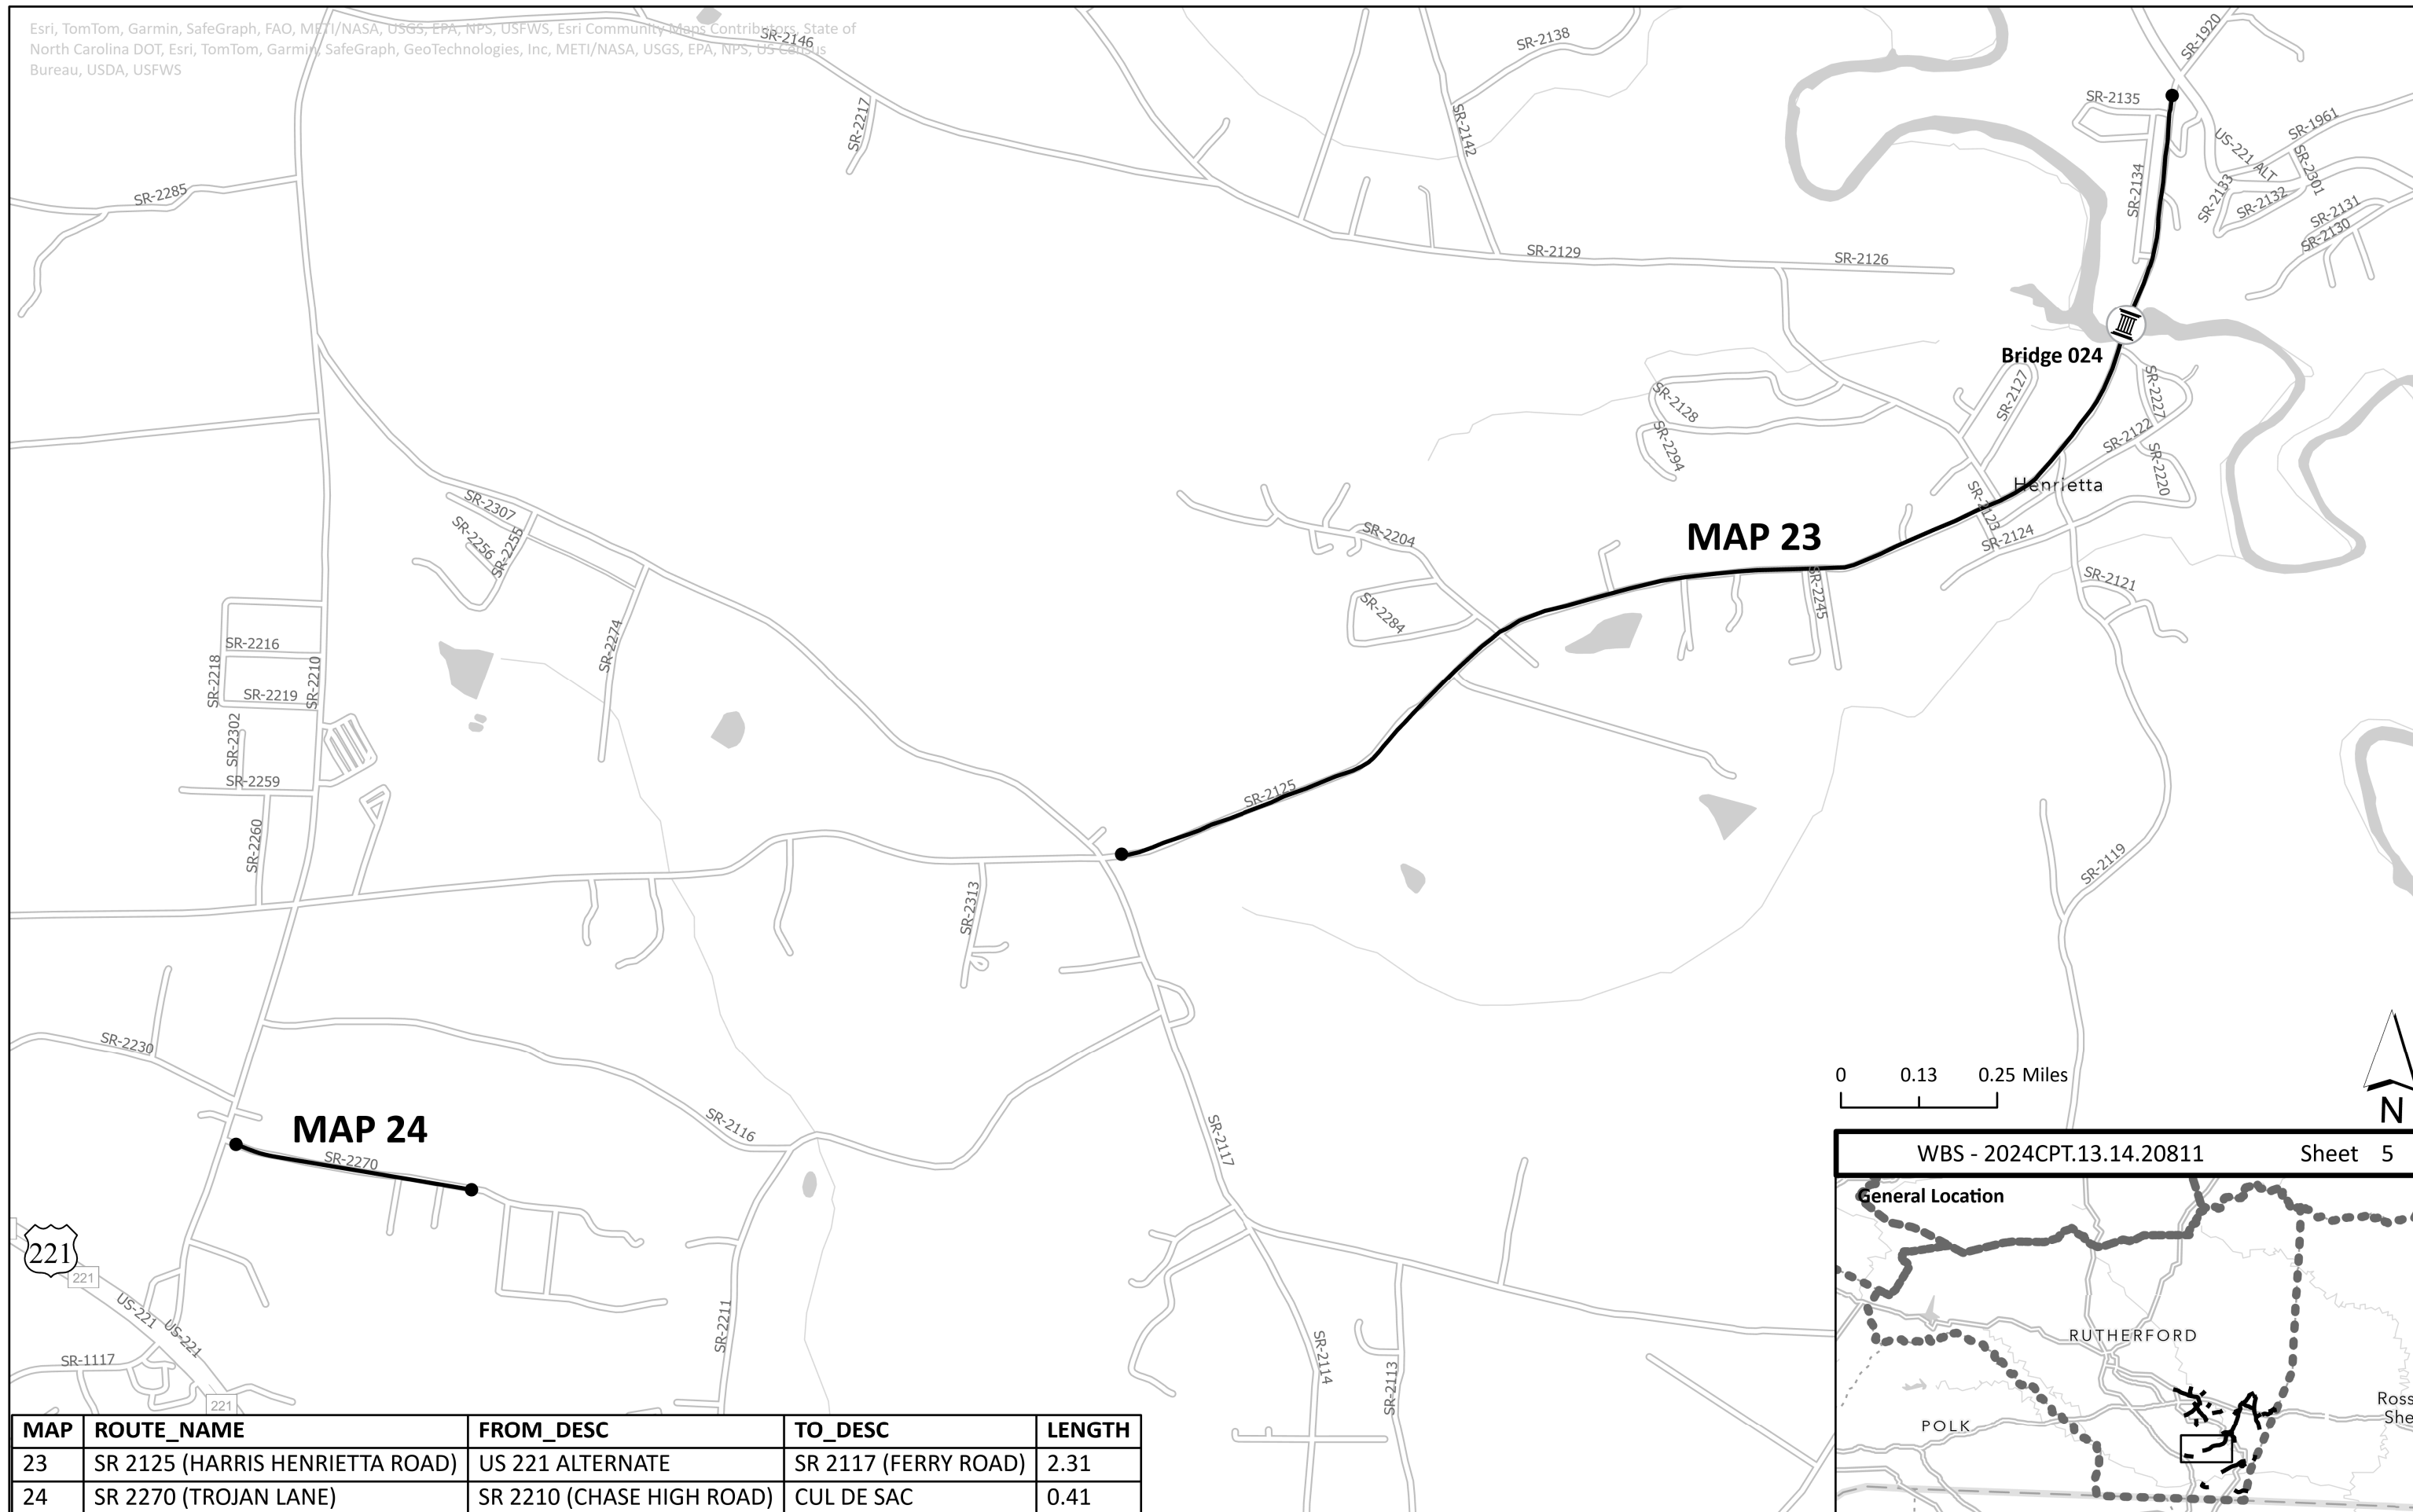 Esri, TomTom, Garmin, SafeGraph, FAO, METI/NASA, USGS, EPA, NPS, USFWS, Esri Community Maps Contributors, State of
North Carolina DOT, Esri, TomTom, Garmin, SafeGraph, GeoTechnologies, Inc, METI/NASA, USGS, EPA, NPS, US Census
Bureau, USDA, USFWS
SR-2146
SR-2138
SR-1920
SR-2217
SR-2142
SR-2135
SR-1961
US-221 ALT
SR-2301
SR-2285
SR-2134
SR-2133
SR-2132
SR-2131
SR-2130
SR-2129
SR-2126
Bridge 024
SR-2127
SR-2227
SR-2128
SR-2294
SR-2122
SR-2220
Henrietta
SR-2123
SR-2124
SR-2307
SR-2256
SR-2255
SR-2204
MAP 23
SR-2284
SR-2245
SR-2121
SR-2216
SR-2218
SR-2210
SR-2219
SR-2274
SR-2302
SR-2259
SR-2125
SR-2260
SR-2313
SR-2119
SR-2230
0 0.13 0.25 Miles
N
MAP 24
SR-2270
SR-2116
SR-2117
WBS - 2024CPT.13.14.20811 Sheet 5
General Location
221
221
US-221
US-221
SR-2211
SR-2114
SR-2113
SR-1117
221
RUTHERFORD
POLK
Ross
She
MAP ROUTE_NAME FROM_DESC TO_DESC LENGTH
23 SR 2125 (HARRIS HENRIETTA ROAD) US 221 ALTERNATE SR 2117 (FERRY ROAD) 2.31
24 SR 2270 (TROJAN LANE) SR 2210 (CHASE HIGH ROAD) CUL DE SAC 0.41